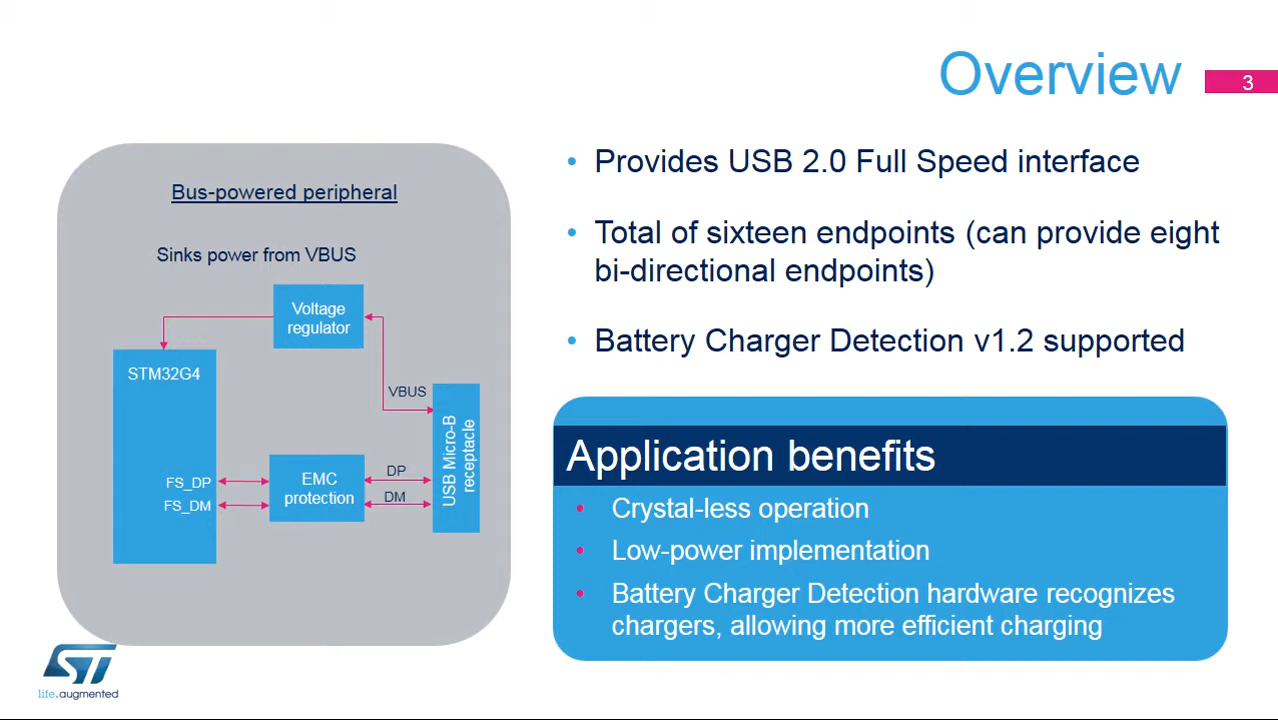 Overview
3
Bus-powered peripheral
Sinks power from VBUS
Voltage
regulator
STM32G4
VBUS
USB Micro-B
receptacle
FS_DP
FS_DM
EMC
protection
DP
DM
• Provides USB 2.0 Full Speed interface
• Total of sixteen endpoints (can provide eight
bi-directional endpoints)
• Battery Charger Detection v1.2 supported
Application benefits
• Crystal-less operation
• Low-power implementation
• Battery Charger Detection hardware recognizes
chargers, allowing more efficient charging
ST
life.augmented